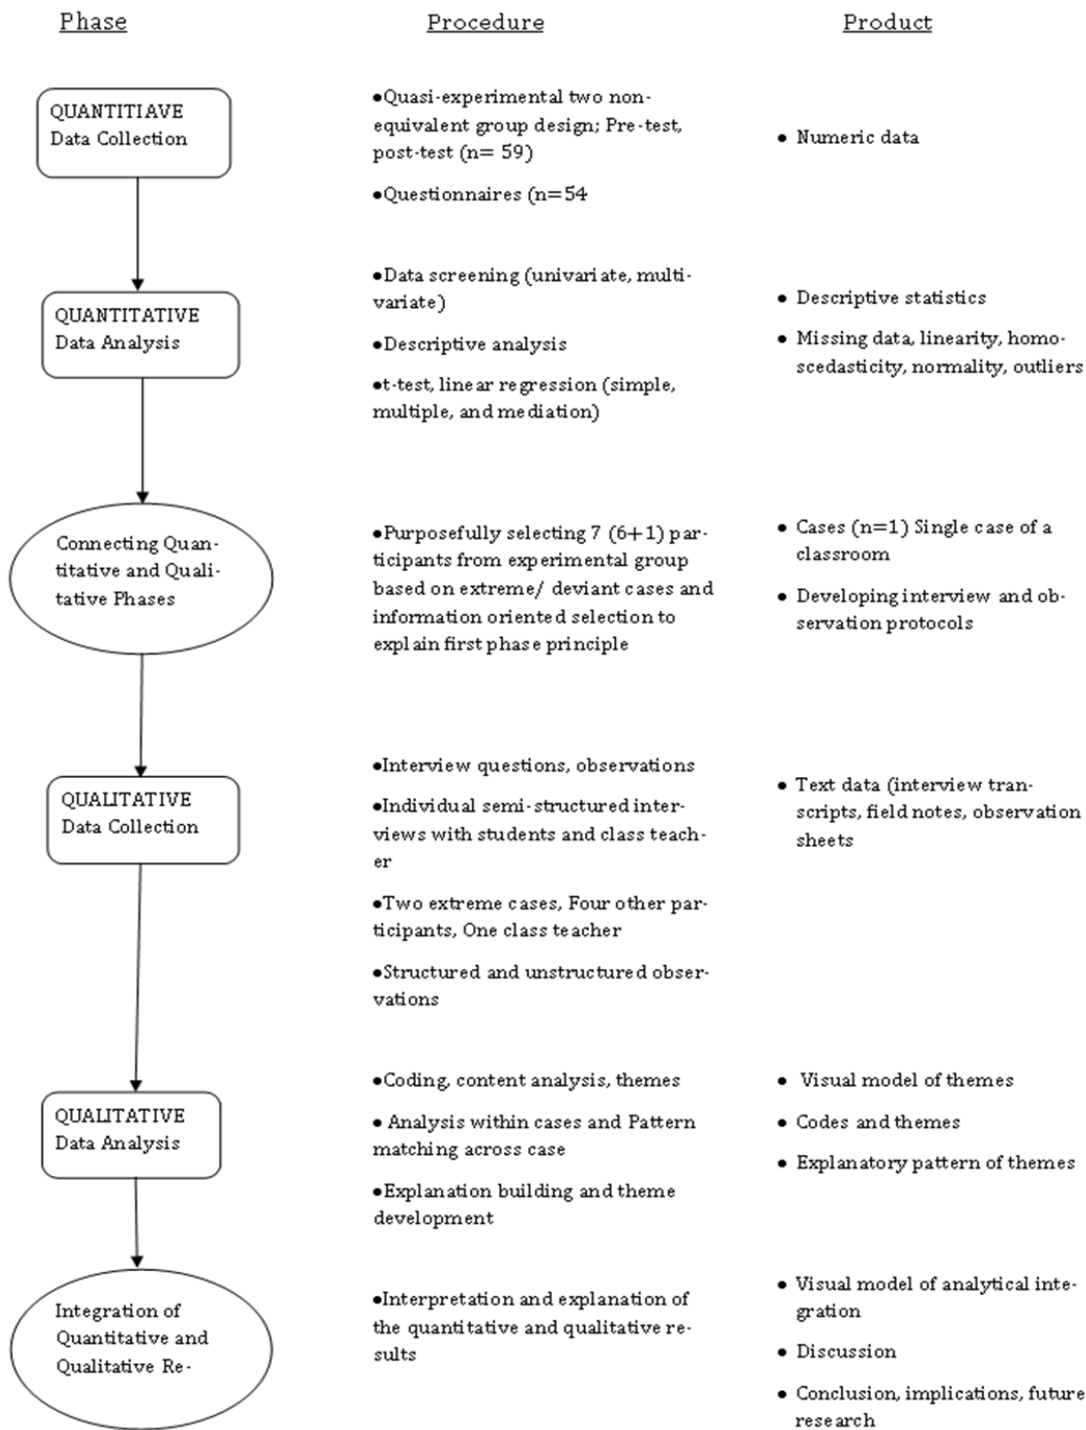 Phase
Procedure
Product
QUANTITIAVE
Data Collection
●Quasi-experimental two non-
equivalent group design; Pre-test,
post-test (n= 59)
●Questionnaires (n=54
● Numeric data
QUANTITATIVE
Data Analysis
●Data screening (univariate, multi-
variate)
●Descriptive analysis
●t-test, linear regression (simple,
multiple, and mediation)
● Descriptive statistics
● Missing data, linearity, homo-
scedasticity, normality, outliers
Connecting Quan-
titative and Quali-
tative Phases
●Purposefully selecting 7 (6+1) par-
ticipants from experimental group
based on extreme/ deviant cases and
information oriented selection to
explain first phase principle
● Cases (n=1) Single case of a
classroom
● Developing interview and ob-
servation protocols
QUALITATIVE
Data Collection
●Interview questions, observations
●Individual semi-structured inter-
views with students and class teach-
er
●Two extreme cases, Four other par-
ticipants, One class teacher
●Structured and unstructured obser-
vations
● Text data (interview tran-
scripts, field notes, observation
sheets
QUALITATIVE
Data Analysis
●Coding, content analysis, themes
● Analysis within cases and Pattern
matching across case
●Explanation building and theme
development
● Visual model of themes
● Codes and themes
● Explanatory pattern of themes
Integration of
Quantitative and
Qualitative Re-
●Interpretation and explanation of
the quantitative and qualitative re-
sults
● Visual model of analytical inte-
gration
● Discussion
● Conclusion, implications, future
research